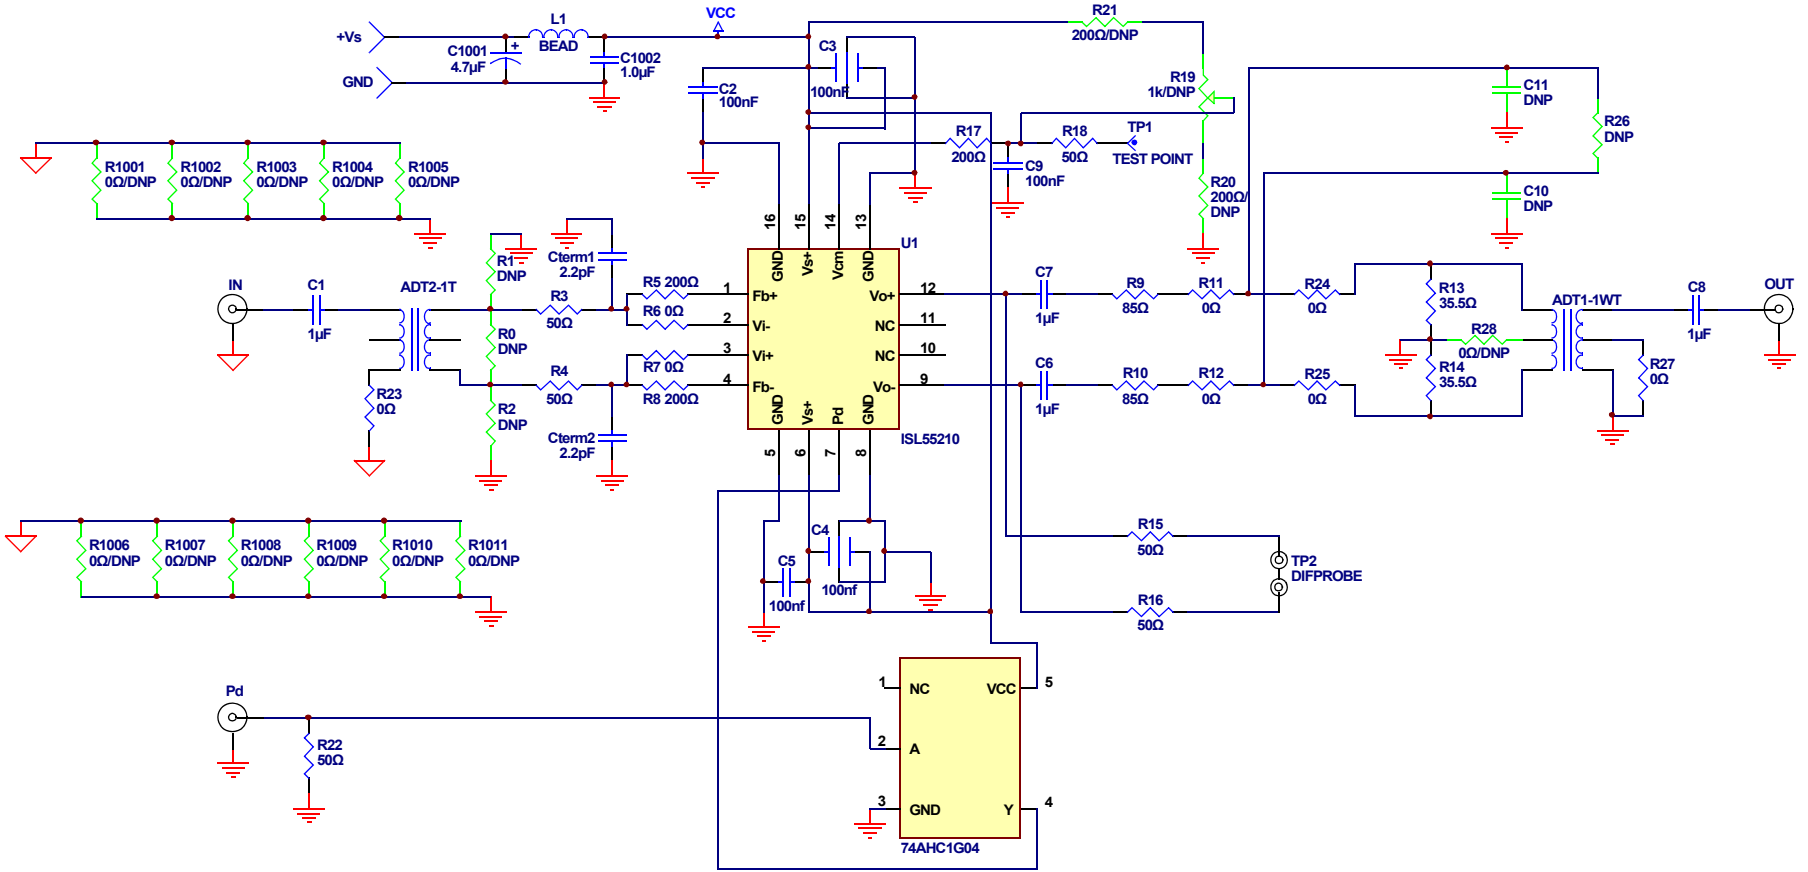 +Vs
GND
C1001
4.7µF
+
L1
BEAD
C1002
1.0µF
VCC
C2
100nF
C3
100nF
R21
200Ω/DNP
R19
1k/DNP
R20
200Ω/
DNP
R17
200Ω
R18
50Ω
TP1
TEST POINT
C9
100nF
C11
DNP
R26
DNP
C10
DNP
R1001
0Ω/DNP
R1002
0Ω/DNP
R1003
0Ω/DNP
R1004
0Ω/DNP
R1005
0Ω/DNP
IN
C1
1µF
ADT2-1T
R23
0Ω
R1
DNP
R0
DNP
R2
DNP
R3
50Ω
R4
50Ω
Cterm1
2.2pF
Cterm2
2.2pF
R5 200Ω
R6 0Ω
R7 0Ω
R8 200Ω
U1
16
15
14
13
GND
Vs+
Vcm
GND
1
Fb+
2
Vi-
3
Vi+
4
Fb-
12
Vo+
11
NC
10
NC
9
Vo-
GND
Vs+
Pd
GND
5
6
7
8
ISL55210
C7
1µF
C6
1µF
R9
85Ω
R10
85Ω
R11
0Ω
R12
0Ω
R24
0Ω
R25
0Ω
R13
35.5Ω
R14
35.5Ω
R28
0Ω/DNP
ADT1-1WT
R27
0Ω
C8
1µF
OUT
R1006
0Ω/DNP
R1007
0Ω/DNP
R1008
0Ω/DNP
R1009
0Ω/DNP
R1010
0Ω/DNP
R1011
0Ω/DNP
C5
100nf
C4
100nf
R15
50Ω
R16
50Ω
TP2
DIFPROBE
Pd
R22
50Ω
1
NC
2
A
3
GND
VCC
5
Y
4
74AHC1G04